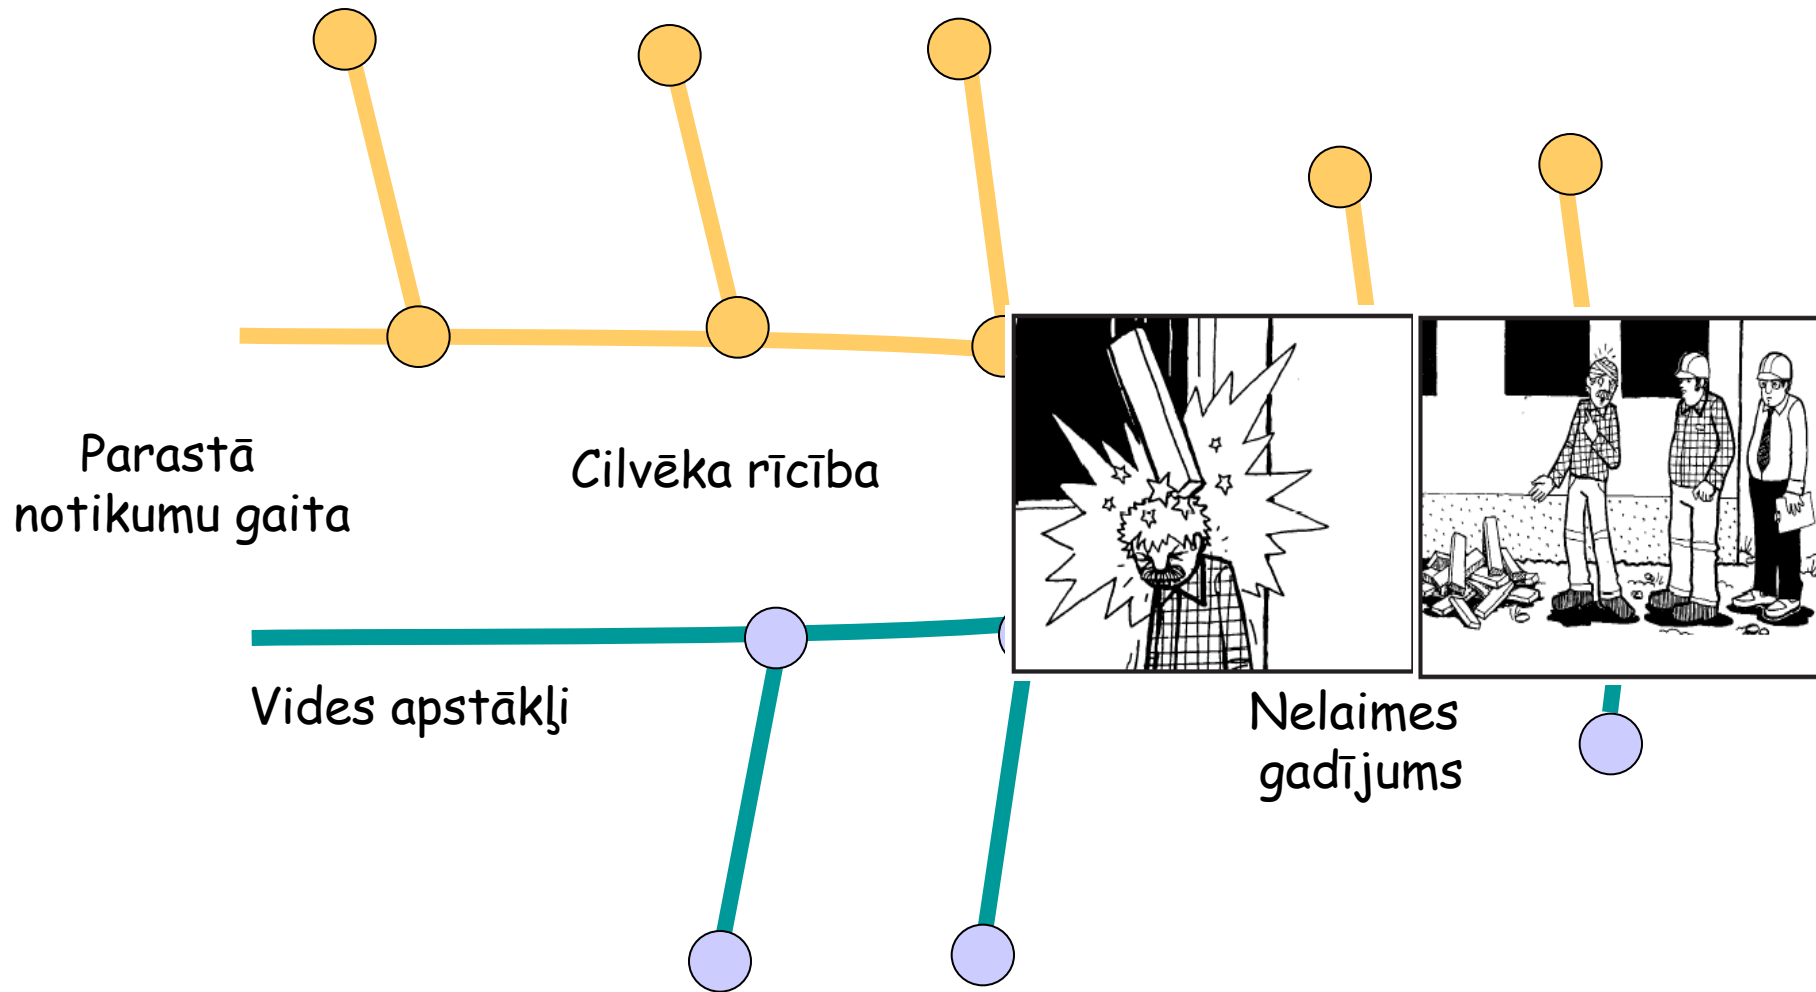 Parastā
notikumu gaita
Cilvēka rīcība
Vides apstākļi
Nelaimes
gadījums